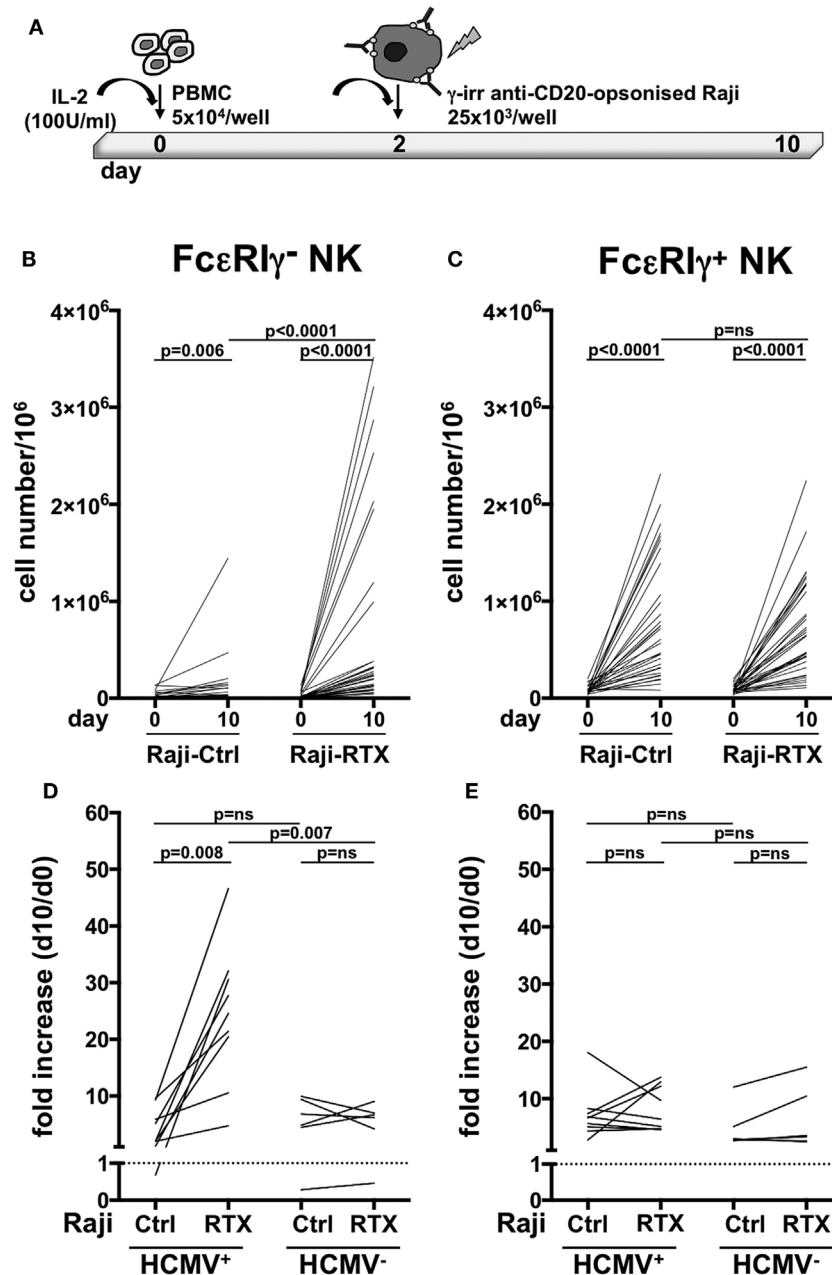 A
IL-2
(100U/ml)
PBMC
5x10⁴/well
γ-irr anti-CD20-opsonised Raji
25x10³/well
0 2 10
day
B
FcεRIγ⁻ NK
cell number/10⁶
4×10⁶
3×10⁶
2×10⁶
1×10⁶
0
p<0.0001
p=0.006 p<0.0001
day 0 10 0 10
Raji-Ctrl Raji-RTX
C
FcεRIγ⁺ NK
cell number/10⁶
4×10⁶
3×10⁶
2×10⁶
1×10⁶
0
p=ns
p<0.0001 p<0.0001
day 0 10 0 10
Raji-Ctrl Raji-RTX
D
fold increase (d10/d0)
60
50
40
30
20
10
1
0
p=ns
p=0.007
p=0.008 p=ns
Raji Ctrl RTX Ctrl RTX
HCMV⁺ HCMV⁻
E
fold increase (d10/d0)
60
50
40
30
20
10
1
0
p=ns
p=ns
p=ns p=ns
Raji Ctrl RTX Ctrl RTX
HCMV⁺ HCMV⁻